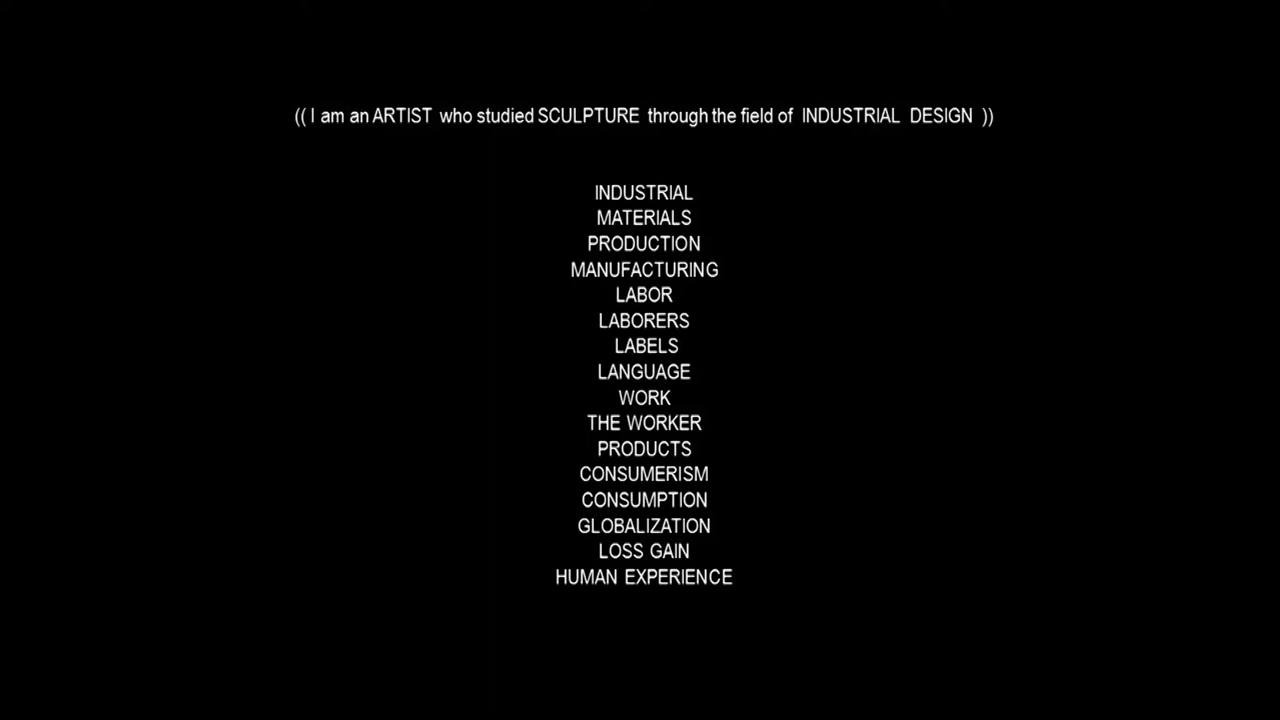 (( I am an ARTIST who studied SCULPTURE through the field of INDUSTRIAL DESIGN ))
INDUSTRIAL
MATERIALS
PRODUCTION
MANUFACTURING
LABOR
LABORERS
LABELS
LANGUAGE
WORK
THE WORKER
PRODUCTS
CONSUMERISM
CONSUMPTION
GLOBALIZATION
LOSS GAIN
HUMAN EXPERIENCE